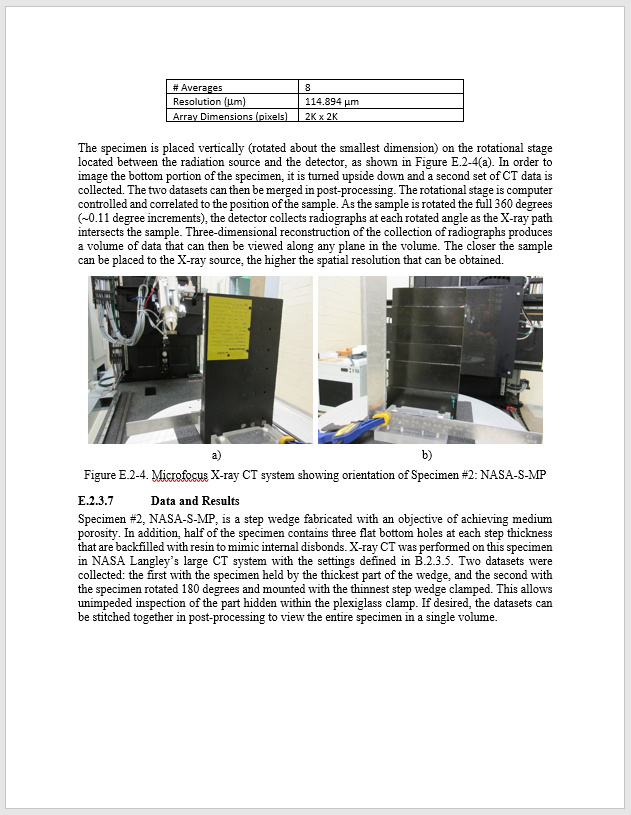 # Averages 8
Resolution (µm) 114.894 µm
Array Dimensions (pixels) 2K x 2K
The specimen is placed vertically (rotated about the smallest dimension) on the rotational stage
located between the radiation source and the detector, as shown in Figure E.2-4(a). In order to
image the bottom portion of the specimen, it is turned upside down and a second set of CT data is
collected. The two datasets can then be merged in post-processing. The rotational stage is computer
controlled and correlated to the position of the sample. As the sample is rotated the full 360 degrees
(~0.11 degree increments), the detector collects radiographs at each rotated angle as the X-ray path
intersects the sample. Three-dimensional reconstruction of the collection of radiographs produces
a volume of data that can then be viewed along any plane in the volume. The closer the sample
can be placed to the X-ray source, the higher the spatial resolution that can be obtained.
a) b)
Figure E.2-4. Microfocus X-ray CT system showing orientation of Specimen #2: NASA-S-MP
E.2.3.7 Data and Results
Specimen #2, NASA-S-MP, is a step wedge fabricated with an objective of achieving medium
porosity. In addition, half of the specimen contains three flat bottom holes at each step thickness
that are backfilled with resin to mimic internal disbonds. X-ray CT was performed on this specimen
in NASA Langley's large CT system with the settings defined in B.2.3.5. Two datasets were
collected: the first with the specimen held by the thickest part of the wedge, and the second with
the specimen rotated 180 degrees and mounted with the thinnest step wedge clamped. This allows
unimpeded inspection of the part hidden within the plexiglass clamp. If desired, the datasets can
be stitched together in post-processing to view the entire specimen in a single volume.